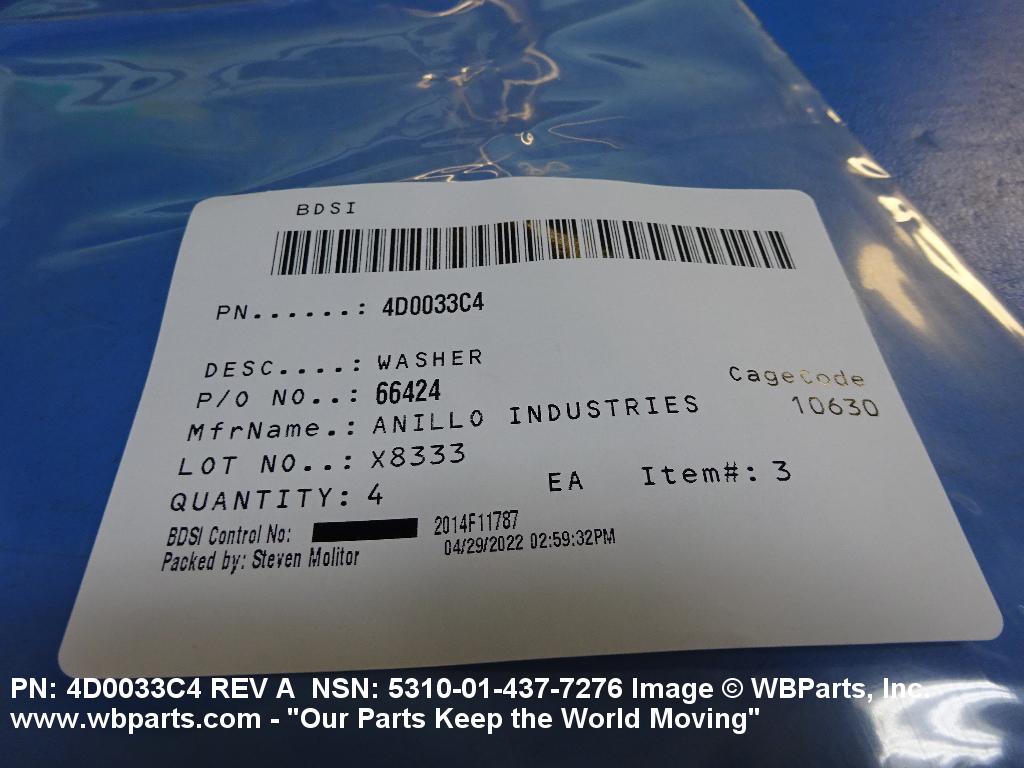 BDSI
PN......: 4D0033C4
DESC....: WASHER
P/O NO..: 66424
CageCode
MfrName.: ANILLO INDUSTRIES
10630
LOT NO..: X8333
QUANTITY: 4 EA Item#: 3
BDSI Control No: 2014F11787
Packed by: Steven Molitor 04/29/2022 02:59:32PM
PN: 4D0033C4 REV A NSN: 5310-01-437-7276 Image © WBParts, Inc.
www.wbparts.com - "Our Parts Keep the World Moving"